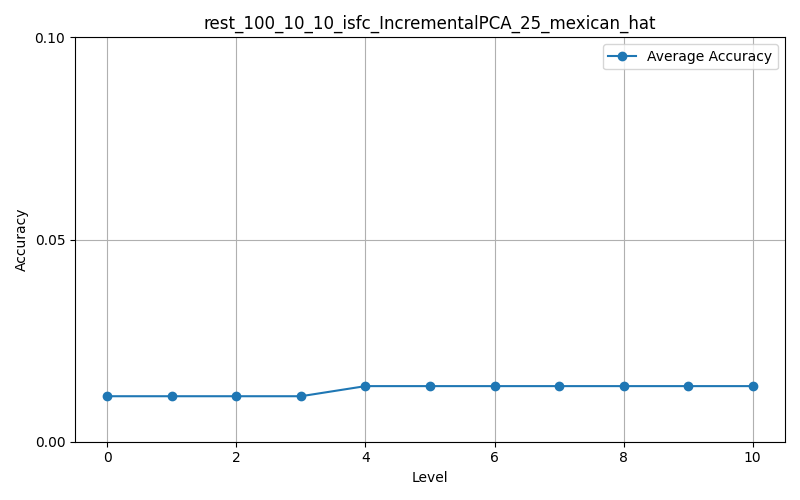 rest_100_10_10_isfc_IncrementalPCA_25_mexican_hat
Average Accuracy
0.10
0.05
0.00
Accuracy
0 2 4 6 8 10
Level